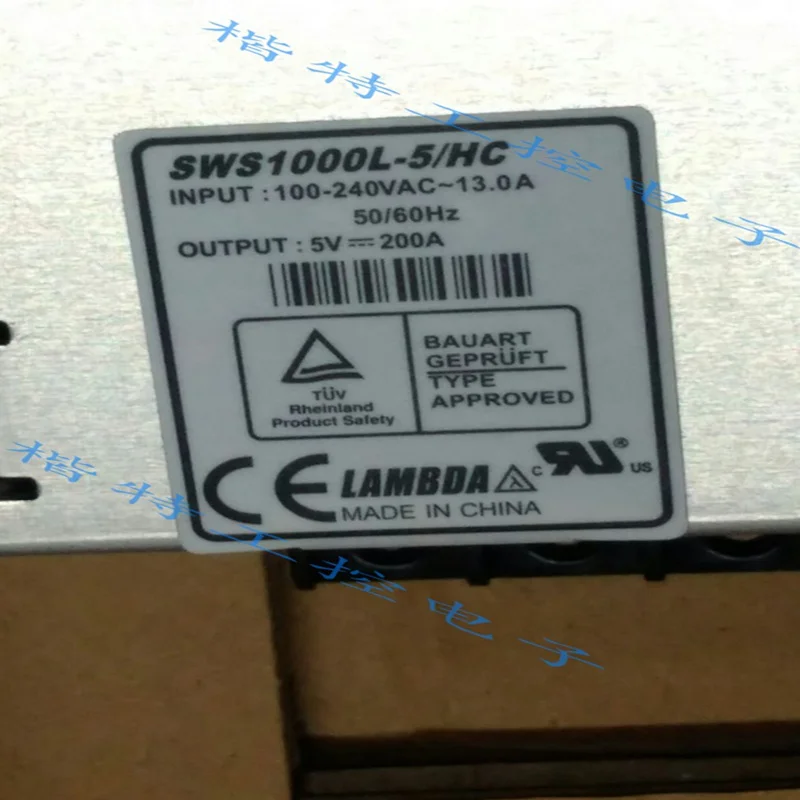 楷特工控电子
SWS1000L-5/HC
INPUT : 100-240VAC~13.0A
50/60Hz
OUTPUT : 5V⎓200A
TÜV
Rheinland
Product Safety
BAUART
GEPRÜFT
TYPE
APPROVED
CE LAMBDA c RU® US
MADE IN CHINA
楷特工控电子